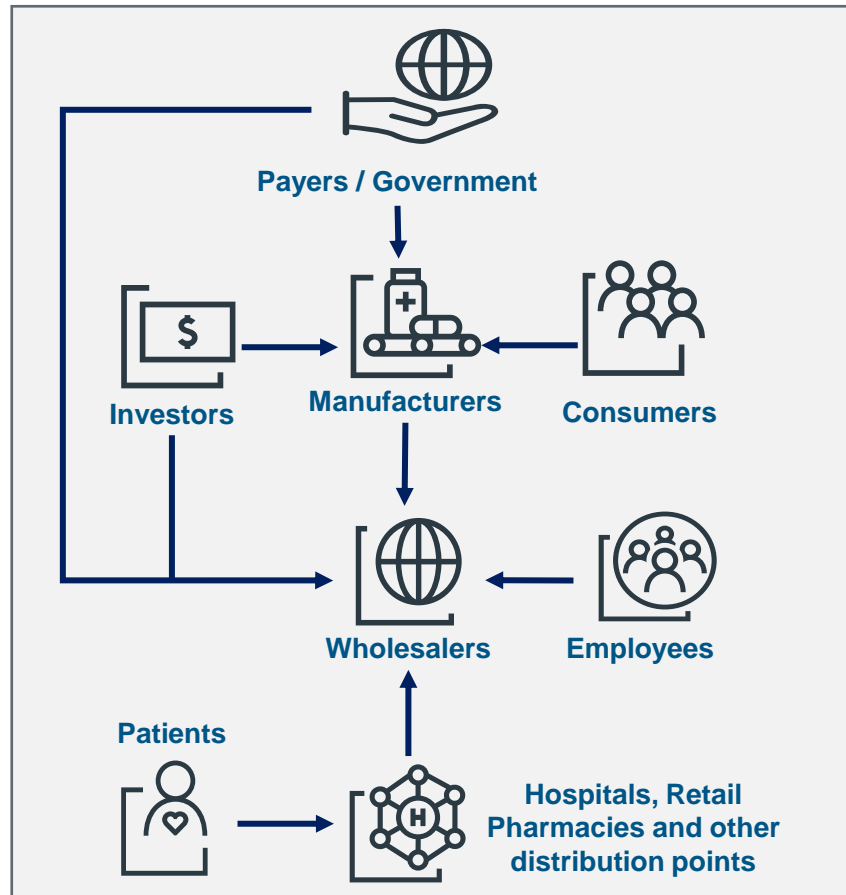 Payers / Government
$
Investors
Manufacturers
Consumers
Wholesalers
Employees
Patients
H
Hospitals, Retail
Pharmacies and other
distribution points